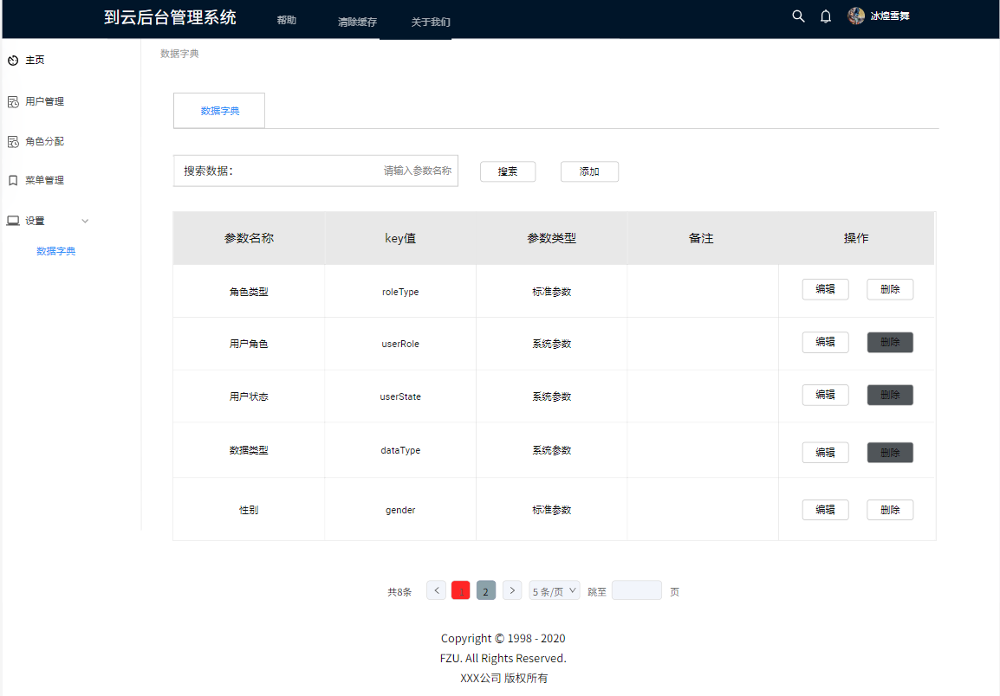 到云后台管理系统 帮助 清除缓存 关于我们 冰煌雪舞
主页
用户管理
角色分配
菜单管理
设置
数据字典
数据字典
数据字典
搜索数据： 请输入参数名称 搜索 添加
参数名称 key值 参数类型 备注 操作
角色类型 roleType 标准参数 编辑 删除
用户角色 userRole 系统参数 编辑 删除
用户状态 userState 系统参数 编辑 删除
数据类型 dataType 系统参数 编辑 删除
性别 gender 标准参数 编辑 删除
共8条 1 2 5 条/页 跳至 页
Copyright © 1998 - 2020
FZU. All Rights Reserved.
XXX公司 版权所有